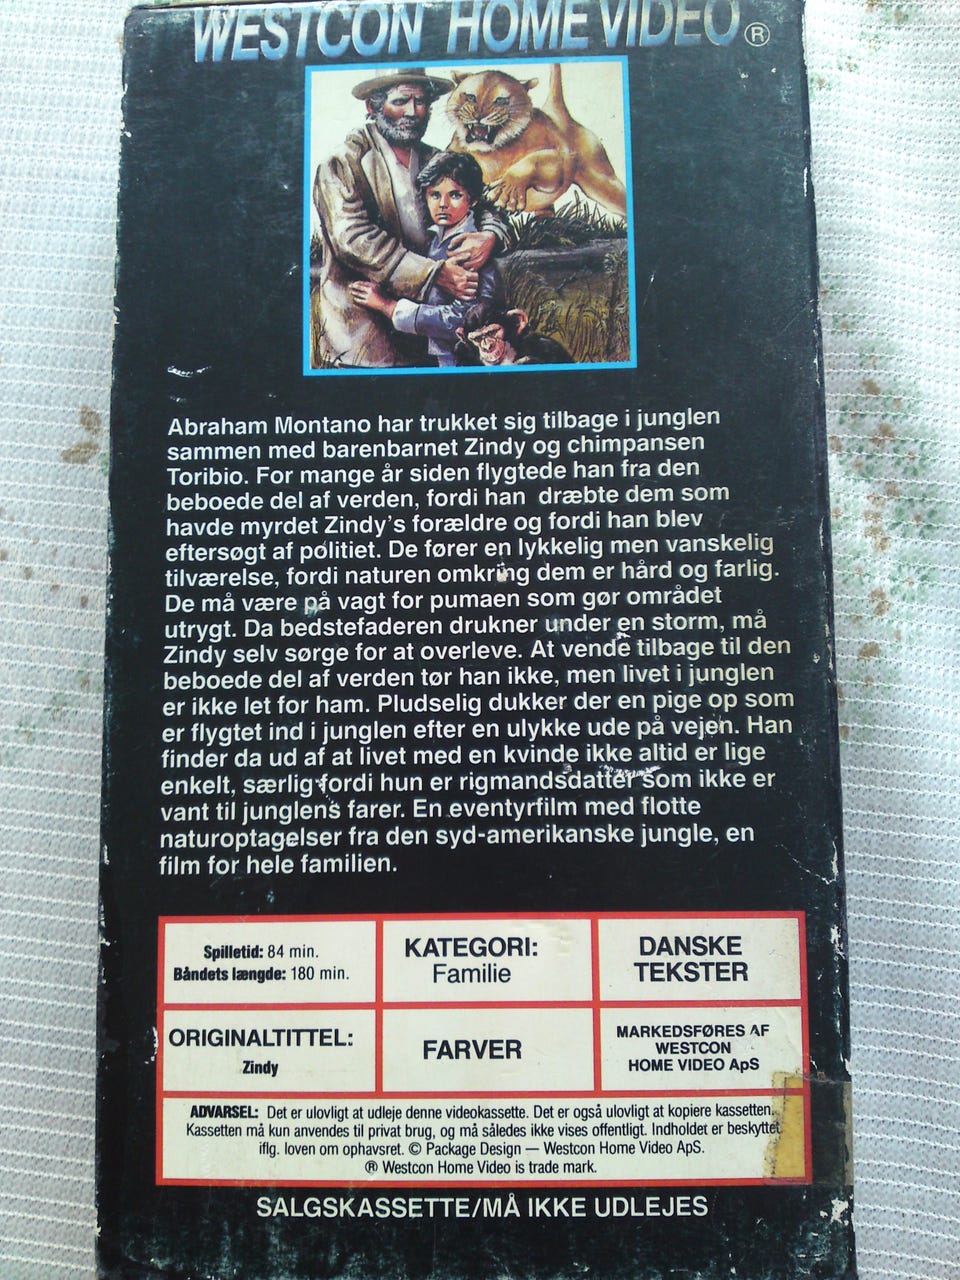 WESTCON HOME VIDEO ®
Abraham Montano har trukket sig tilbage i junglen
sammen med barenbarnet Zindy og chimpansen
Toribio. For mange år siden flygtede han fra den
beboede del af verden, fordi han dræbte dem som
havde myrdet Zindy's forældre og fordi han blev
eftersøgt af politiet. De fører en lykkelig men vanskelig
tilværelse, fordi naturen omkring dem er hård og farlig.
De må være på vagt for pumaen som gør området
utrygt. Da bedstefaderen drukner under en storm, må
Zindy selv sørge for at overleve. At vende tilbage til den
beboede del af verden tør han ikke, men livet i junglen
er ikke let for ham. Pludselig dukker der en pige op som
er flygtet ind i junglen efter en ulykke ude på vejen. Han
finder da ud af at livet med en kvinde ikke altid er lige
enkelt, særlig fordi hun er rigmandsdatter som ikke er
vant til junglens farer. En eventyrfilm med flotte
naturoptagelser fra den syd-amerikanske jungle, en
film for hele familien.
Spilletid: 84 min.
Båndets længde: 180 min.
KATEGORI:
Familie
DANSKE
TEKSTER
ORIGINALTITTEL:
Zindy
FARVER
MARKEDSFØRES AF
WESTCON
HOME VIDEO ApS
ADVARSEL: Det er ulovligt at udleje denne videokassette. Det er også ulovligt at kopiere kassetten.
Kassetten må kun anvendes til privat brug, og må således ikke vises offentligt. Indholdet er beskyttet
iflg. loven om ophavsret. © Package Design — Westcon Home Video ApS.
® Westcon Home Video is trade mark.
SALGSKASSETTE/MÅ IKKE UDLEJES